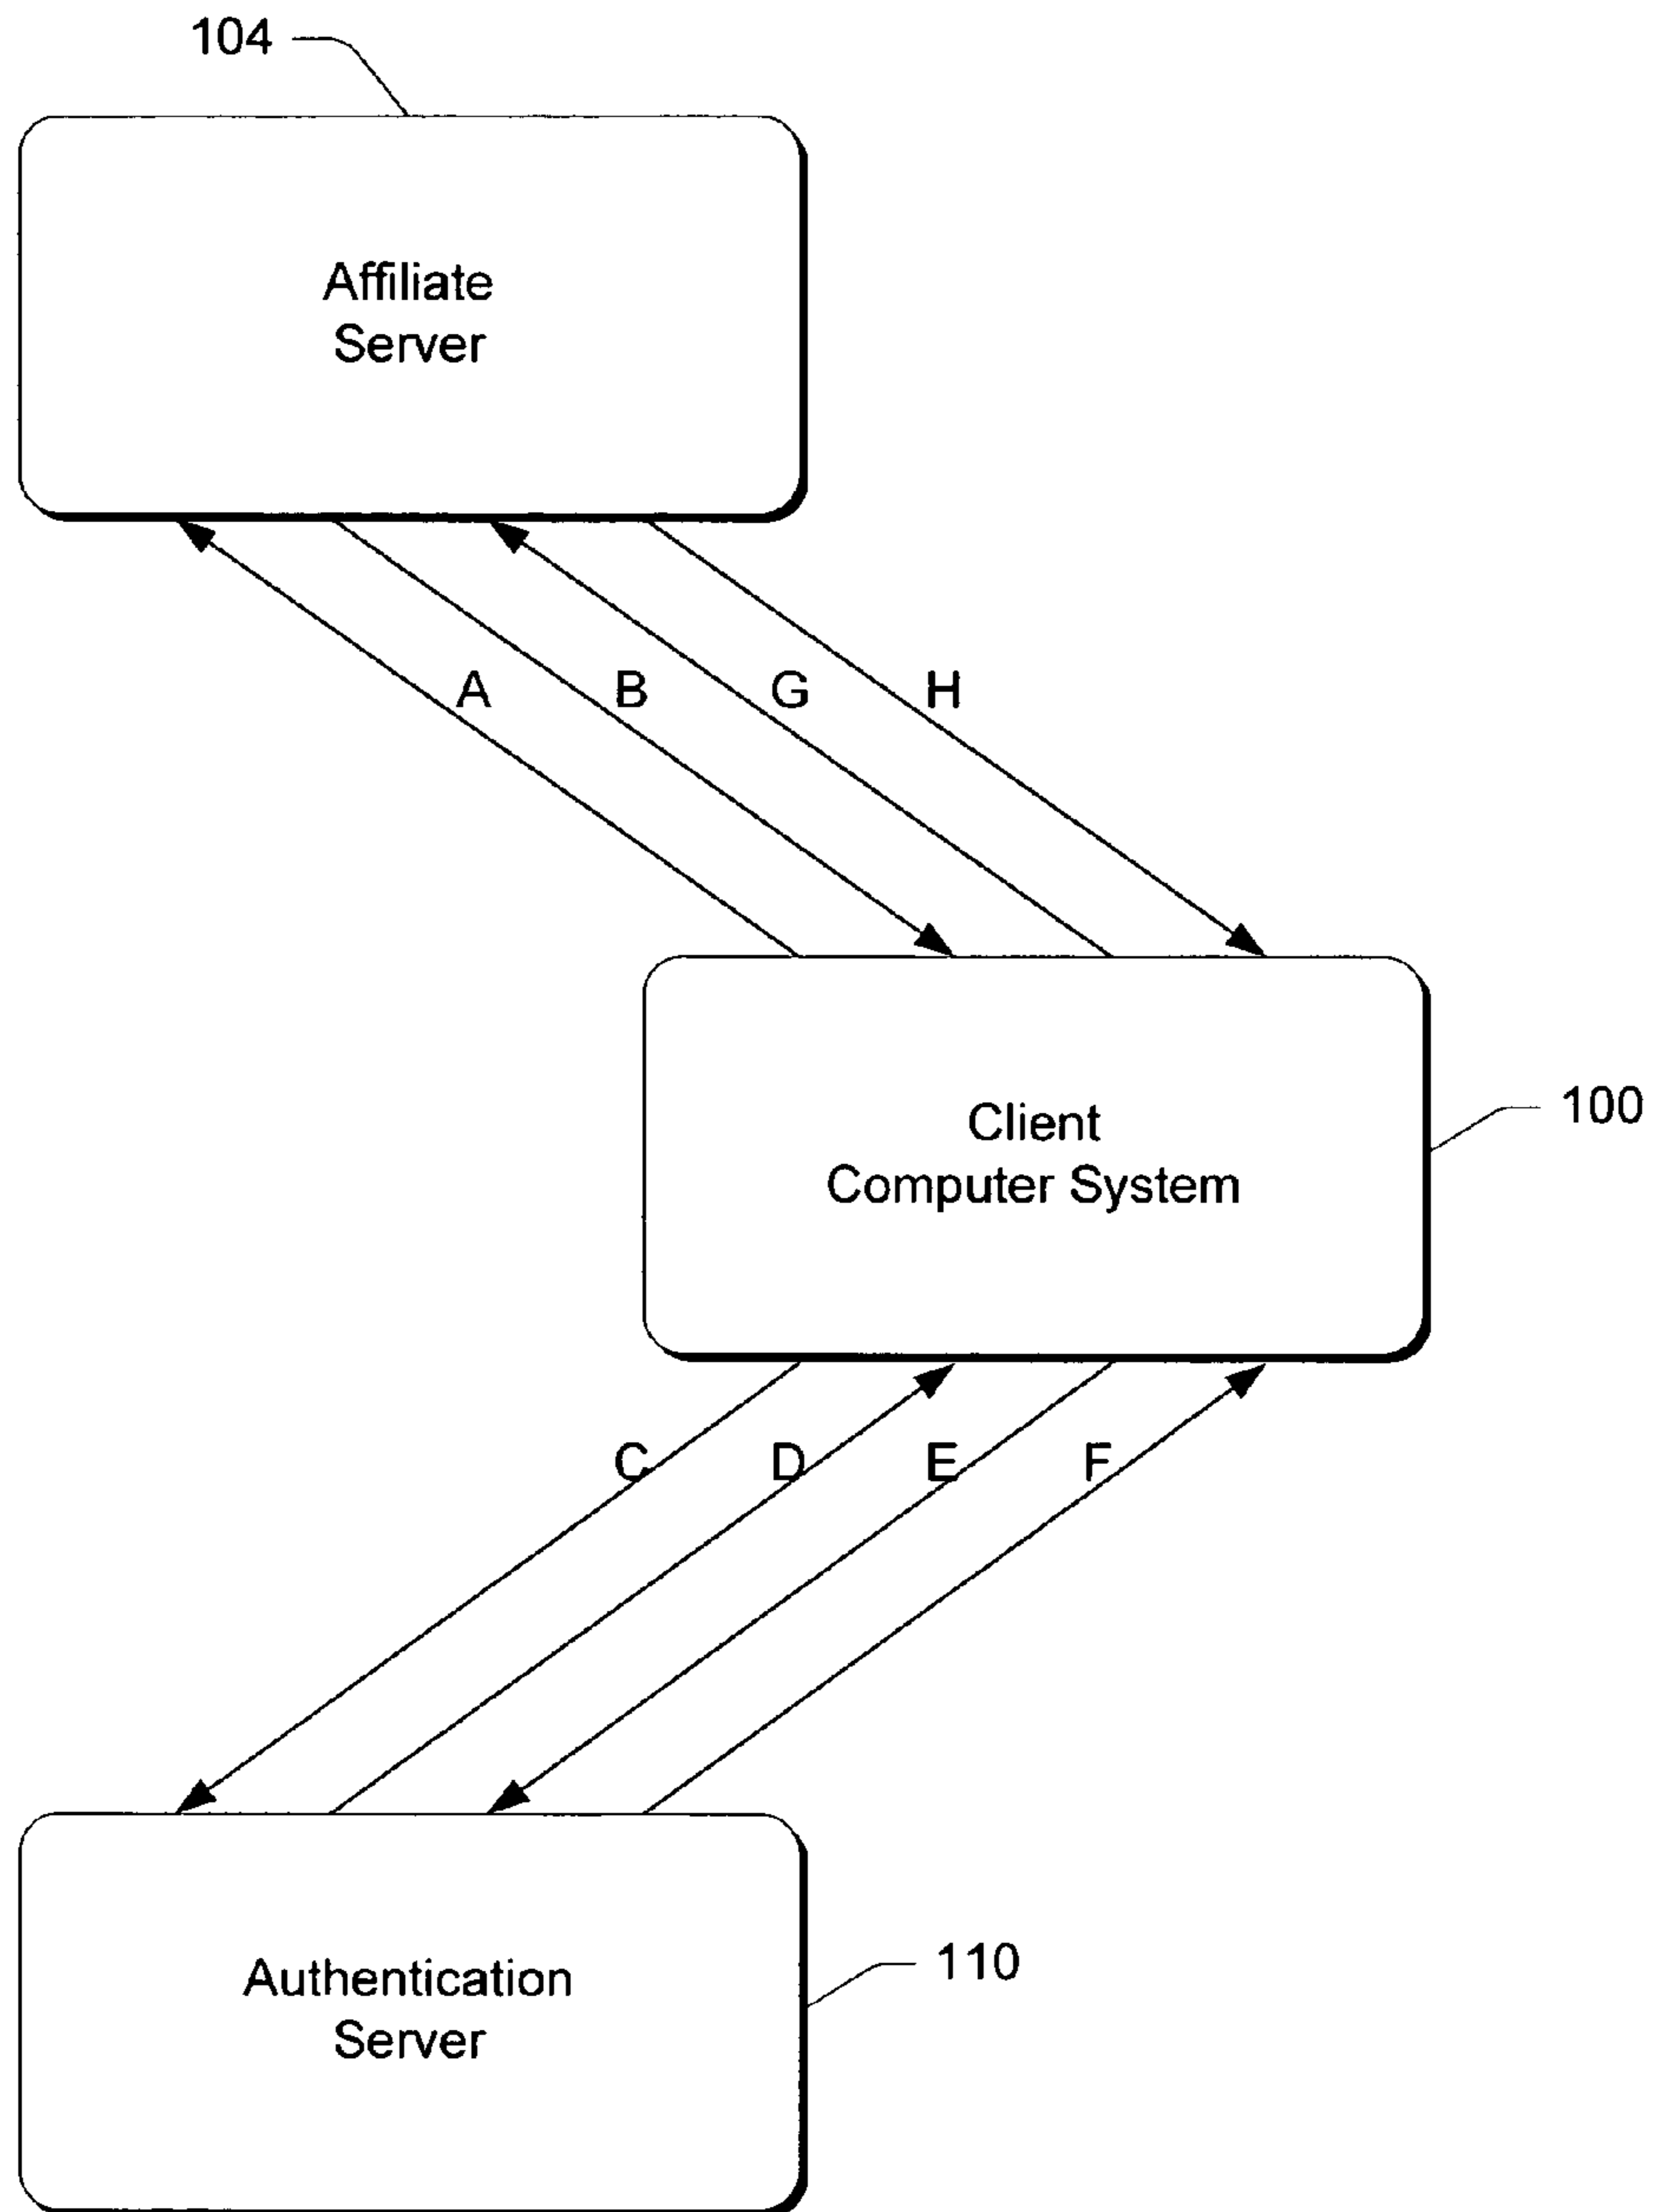 104
Affiliate
Server
A
B
G
H
100
Client
Computer System
C
D
E
F
110
Authentication
Server